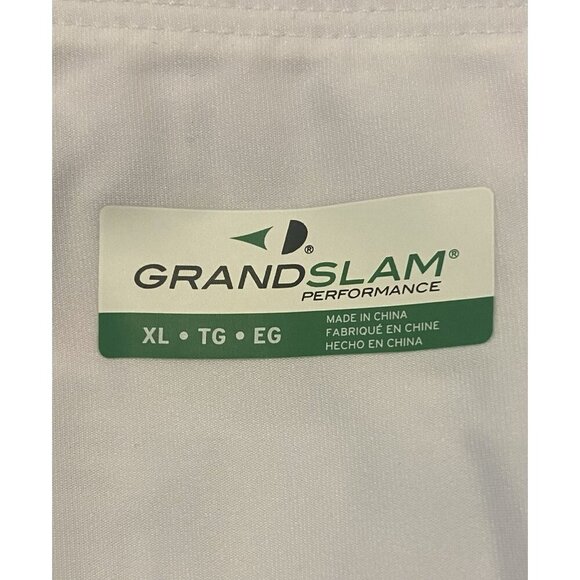 ®
GRANDSLAM®
PERFORMANCE
XL • TG • EG
MADE IN CHINA
FABRIQUÉ EN CHINE
HECHO EN CHINA